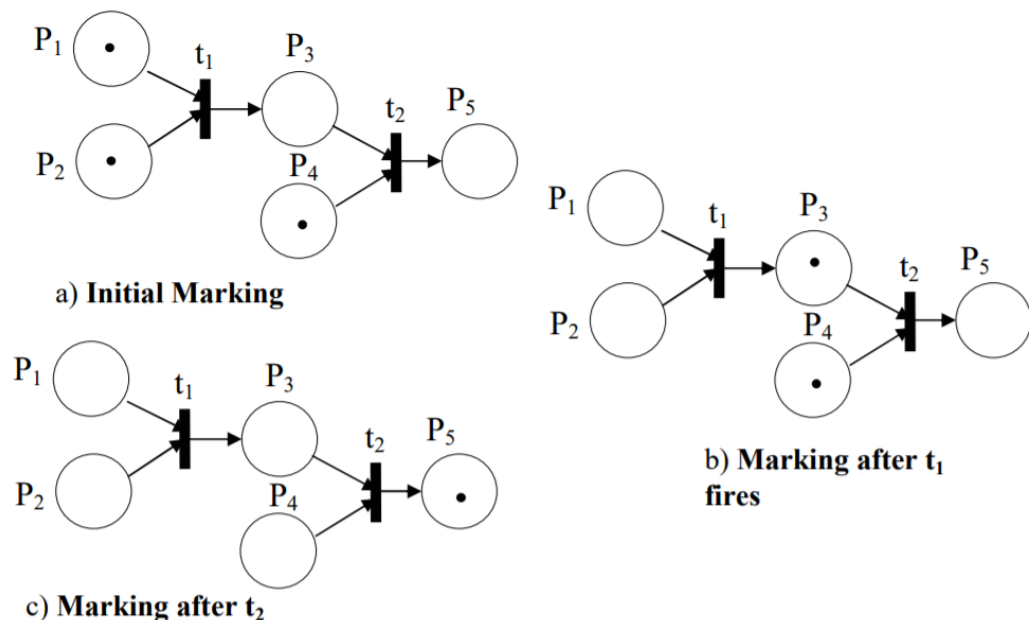 P₁
t₁
P₃
P₂
t₂
P₅
P₄
a) Initial Marking
P₁
t₁
P₃
P₂
t₂
P₅
P₄
b) Marking after t₁
fires
P₁
t₁
P₃
P₂
t₂
P₅
P₄
c) Marking after t₂